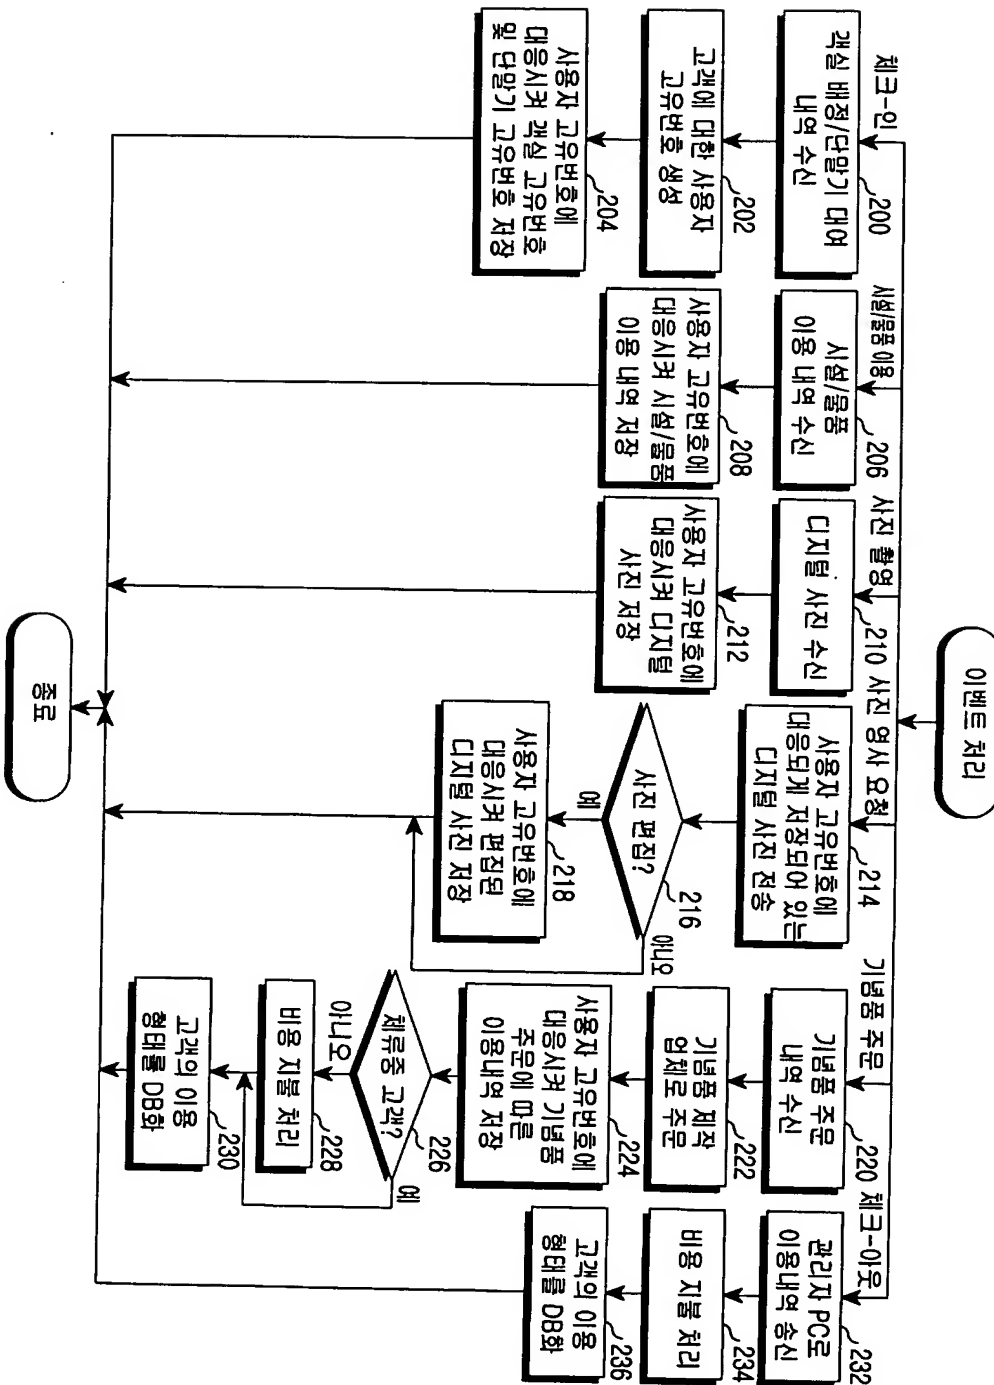 이벤트 처리
체크-인
객실 배정/단말기 대여
내역 수신
200
고객에 대한 사용자
고유번호 생성
202
사용자 고유번호에
대응시켜 객실 고유번호
및 단말기 고유번호 저장
204
시설/물품 이용
시설/물품
이용 내역 수신
206
사용자 고유번호에
대응시켜 시설/물품
이용 내역 저장
208
사진 촬영
디지털 사진 수신
210
사용자 고유번호에
대응시켜 디지털
사진 저장
212
사진 영사 요청
사용자 고유번호에
대응되게 저장되어 있는
디지털 사진 전송
214
사진 편집?
216
예
아니오
사용자 고유번호에
대응시켜 편집된
디지털 사진 저장
218
기념품 주문
기념품 주문
내역 수신
220
기념품 제작
업체로 주문
222
사용자 고유번호에
대응시켜 기념품
주문에 따른
이용내역 저장
224
체류중 고객?
226
예
아니오
비용 지불 처리
228
고객의 이용
형태를 DB화
230
체크-아웃
관리자 PC로
이용내역 송신
232
비용 지불 처리
234
고객의 이용
형태를 DB화
236
종료